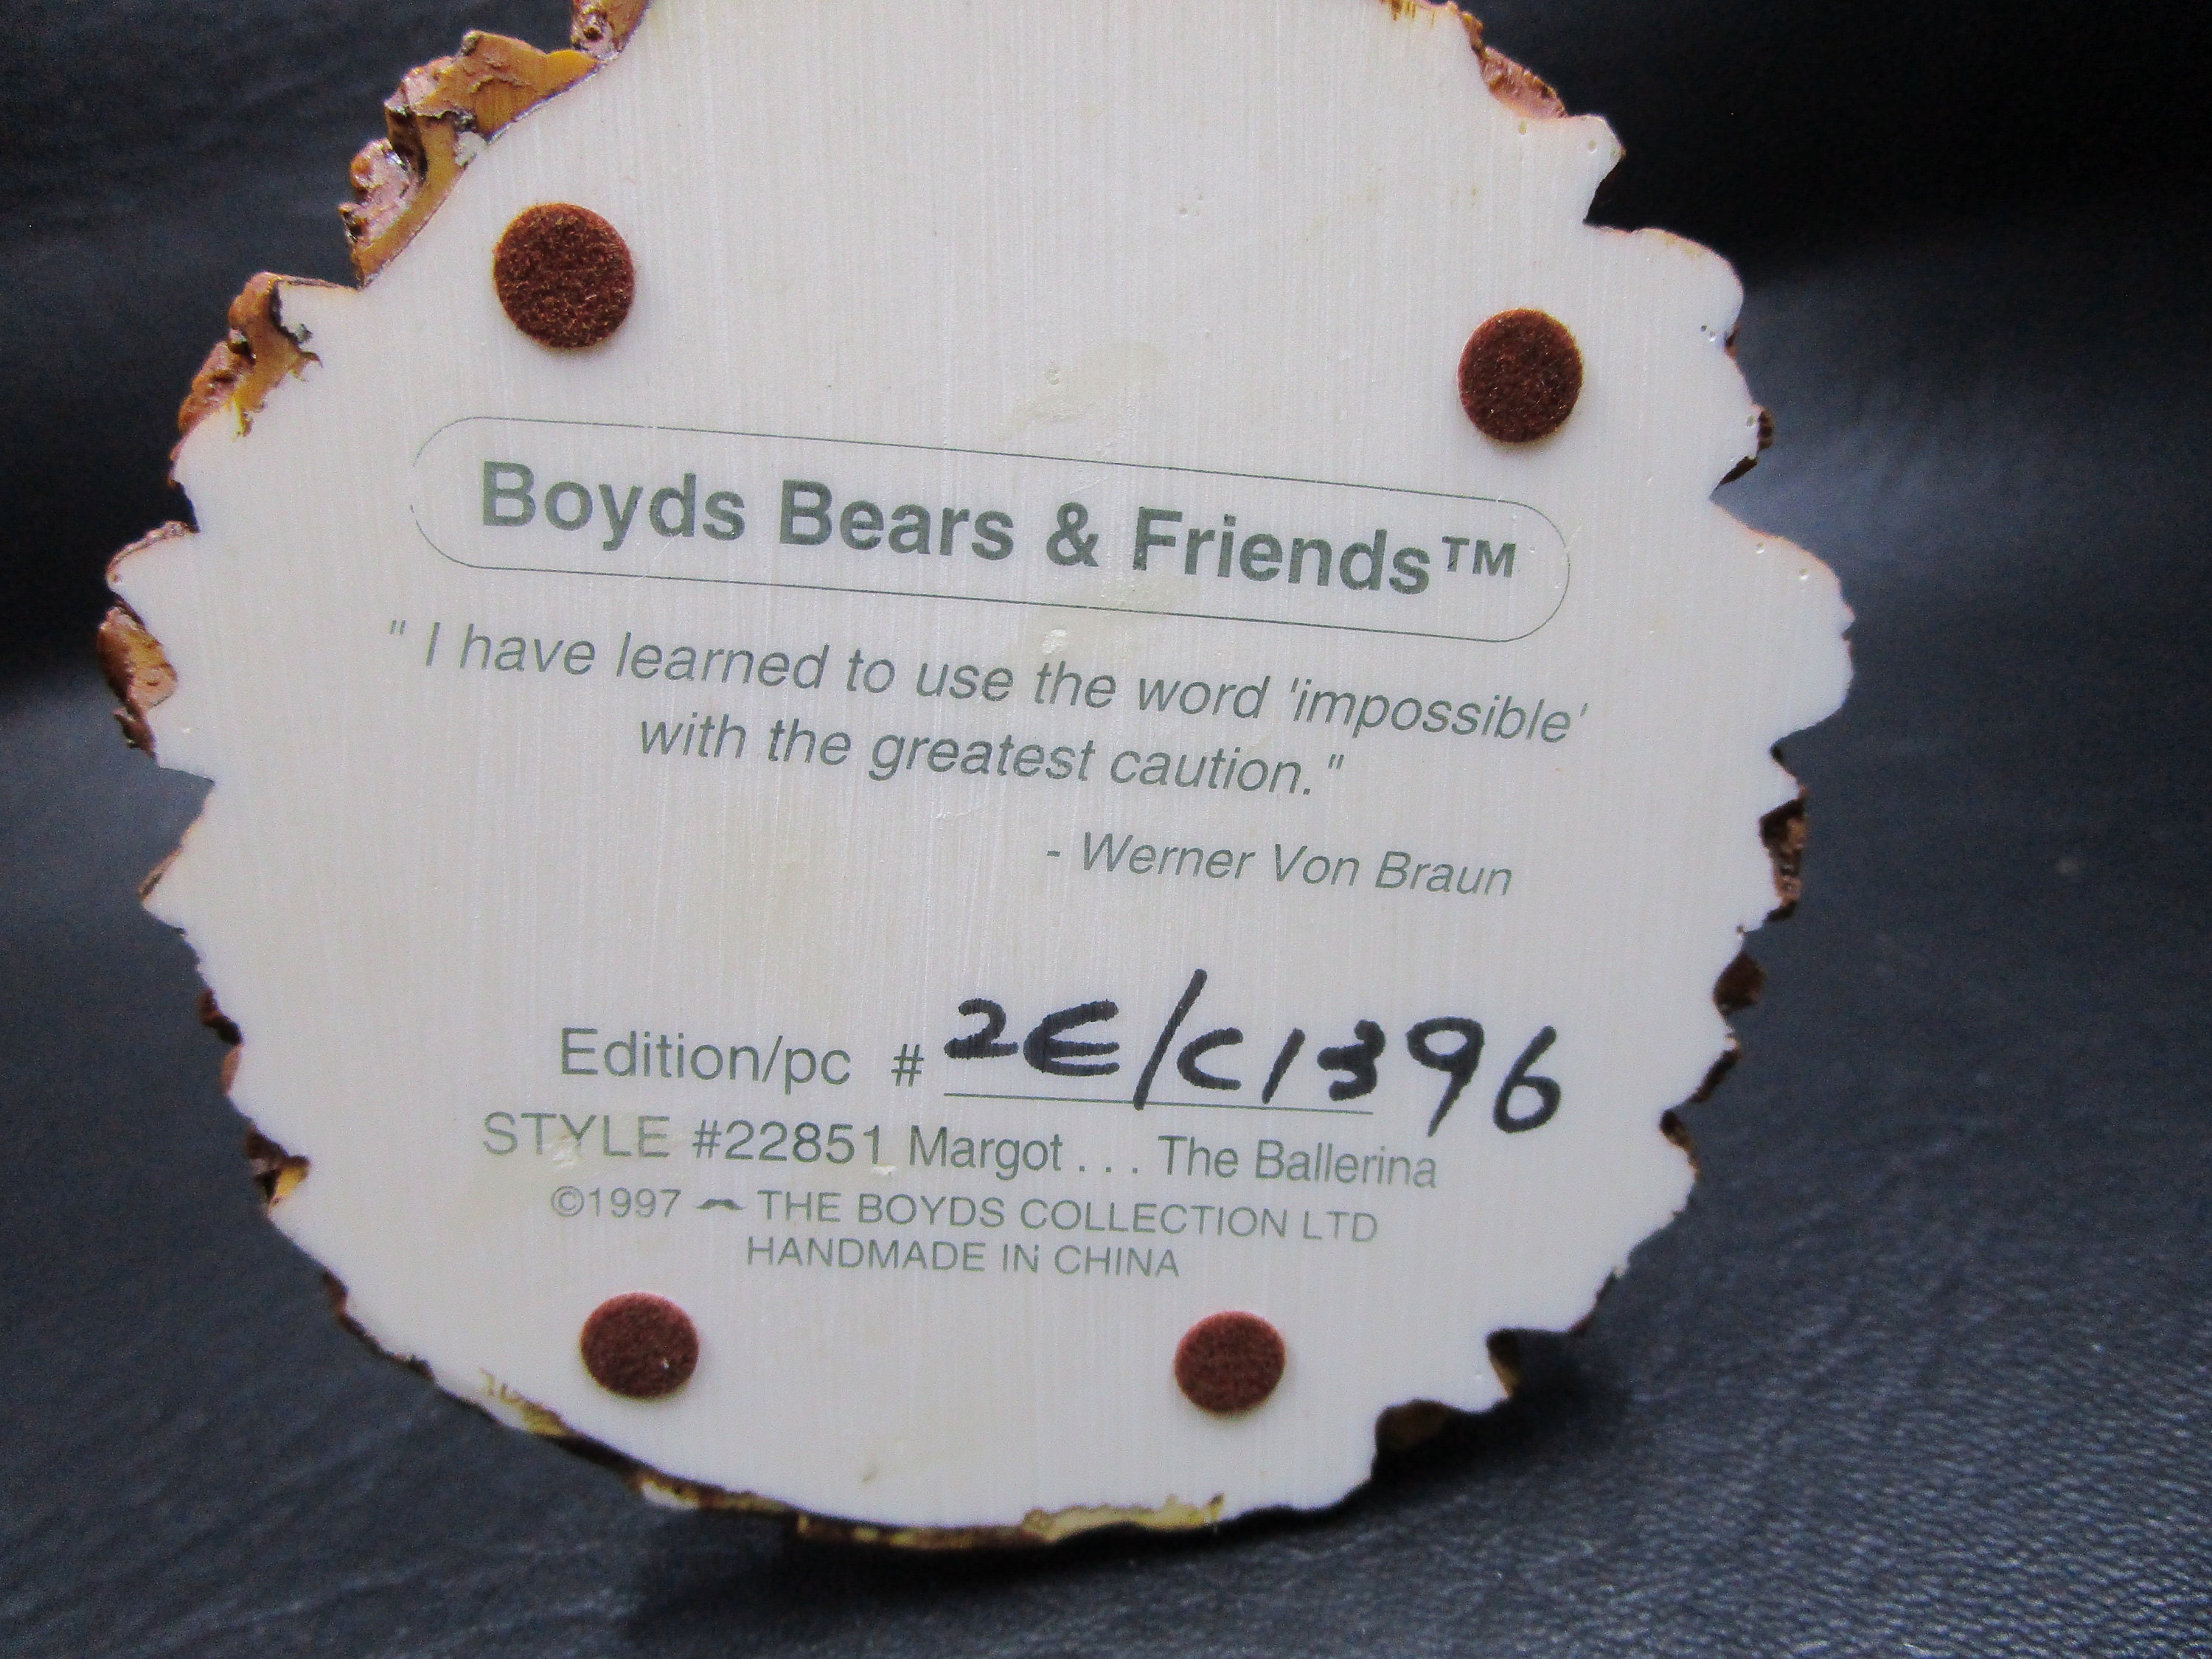 Boyds Bears & Friends™
" I have learned to use the word 'impossible'
with the greatest caution."
- Werner Von Braun
Edition/pc # 2E/C1396
STYLE #22851 Margot . . . The Ballerina
©1997 THE BOYDS COLLECTION LTD
HANDMADE IN CHINA